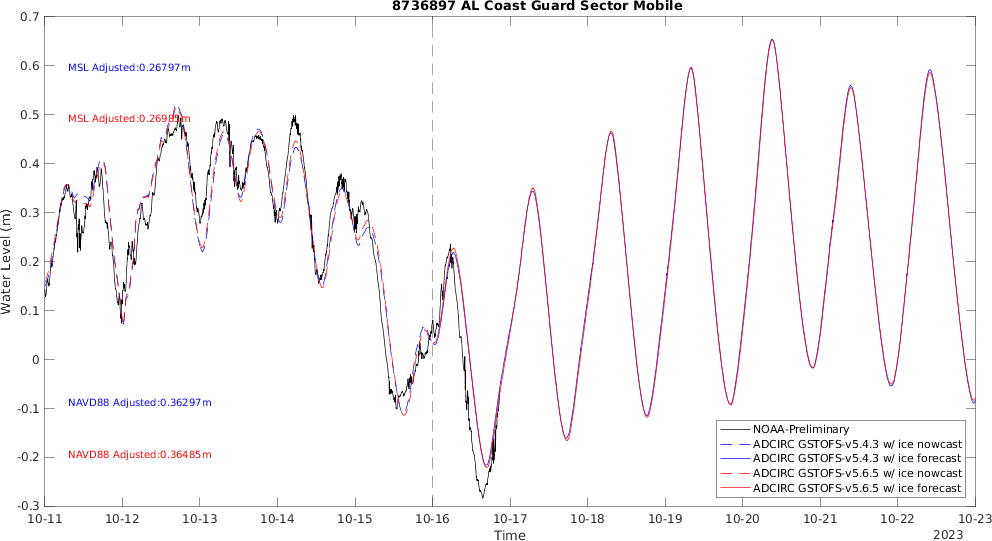 8736897 AL Coast Guard Sector Mobile
0.7
0.6
0.5
0.4
0.3
0.2
0.1
0
-0.1
-0.2
-0.3
Water Level (m)
MSL Adjusted:0.26797m
MSL Adjusted:0.26985m
NAVD88 Adjusted:0.36297m
NAVD88 Adjusted:0.36485m
NOAA-Preliminary
ADCIRC GSTOFS-v5.4.3 w/ ice nowcast
ADCIRC GSTOFS-v5.4.3 w/ ice forecast
ADCIRC GSTOFS-v5.6.5 w/ ice nowcast
ADCIRC GSTOFS-v5.6.5 w/ ice forecast
10-11 10-12 10-13 10-14 10-15 10-16 10-17 10-18 10-19 10-20 10-21 10-22 10-23
Time
2023